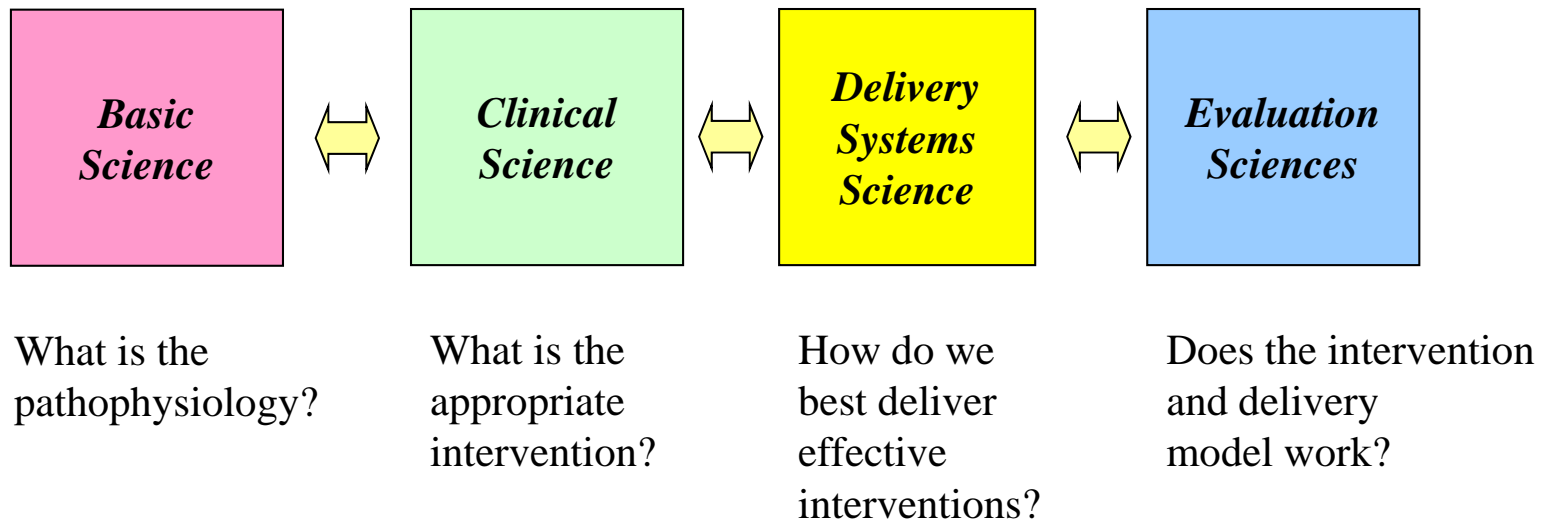 Basic
Science
Clinical
Science
Delivery
Systems
Science
Evaluation
Sciences
What is the
pathophysiology?
What is the
appropriate
intervention?
How do we
best deliver
effective
interventions?
Does the intervention
and delivery
model work?